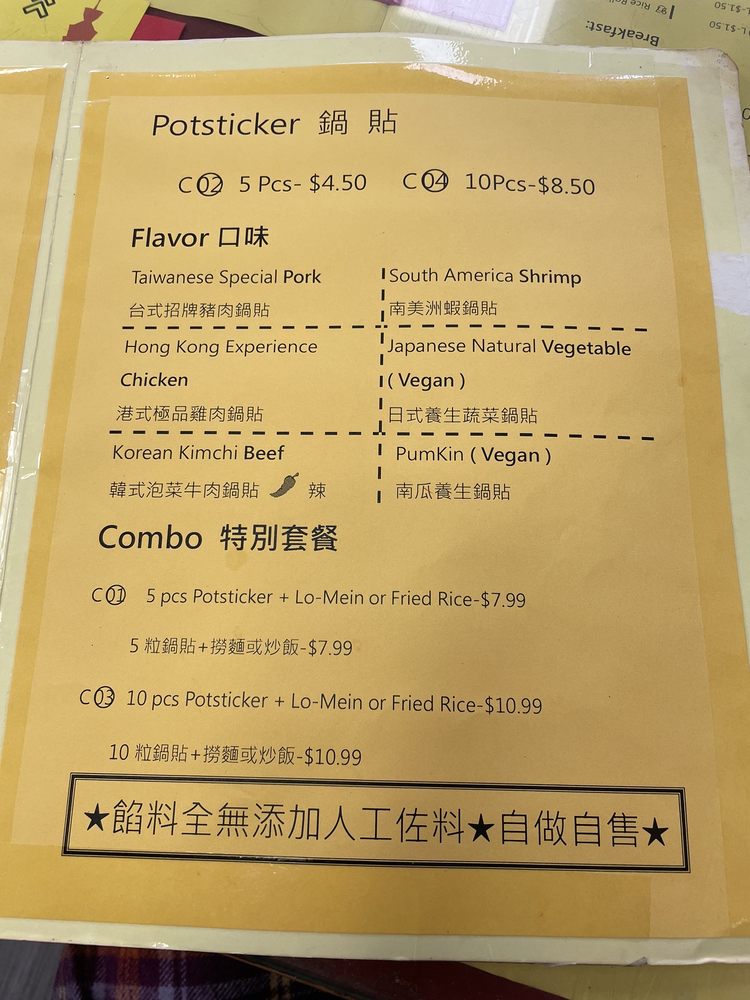 Potsticker 鍋 貼
C 02 5 Pcs- $4.50 C 04 10Pcs-$8.50
Flavor 口味
Taiwanese Special Pork
台式招牌豬肉鍋貼
South America Shrimp
南美洲蝦鍋貼
Hong Kong Experience
Chicken
港式極品雞肉鍋貼
Japanese Natural Vegetable
( Vegan )
日式養生蔬菜鍋貼
Korean Kimchi Beef
韓式泡菜牛肉鍋貼 辣
PumKin ( Vegan )
南瓜養生鍋貼
Combo 特別套餐
C 01 5 pcs Potsticker + Lo-Mein or Fried Rice-$7.99
5 粒鍋貼+撈麵或炒飯-$7.99
C 03 10 pcs Potsticker + Lo-Mein or Fried Rice-$10.99
10 粒鍋貼+撈麵或炒飯-$10.99
★餡料全無添加人工佐料★自做自售★
Breakfast:
L-$1.50